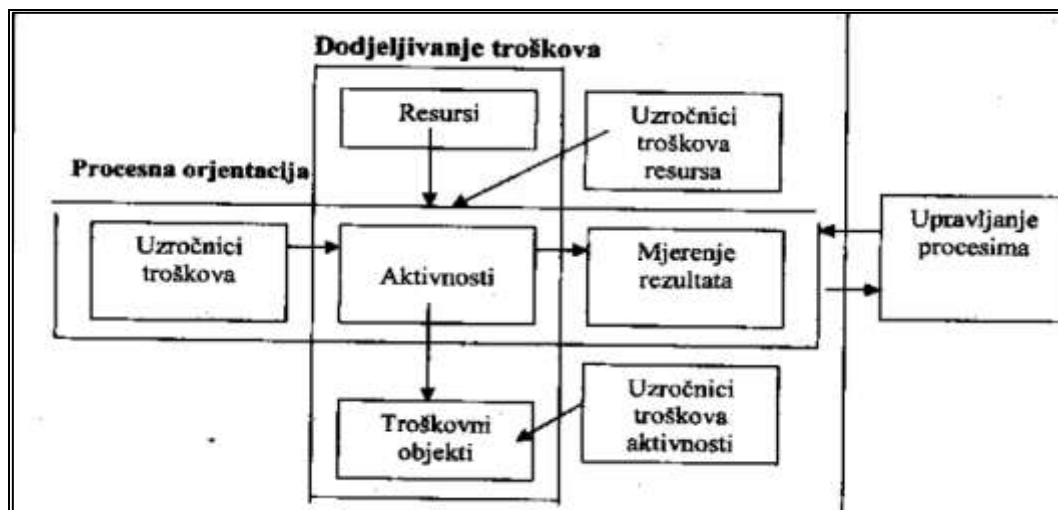 Dodjeljivanje troškova
Resursi
Uzročnici
troškova
resursa
Procesna orjentacija
Uzročnici
troškova
Aktivnosti
Mjerenje
rezultata
Upravljanje
procesima
Troškovni
objekti
Uzročnici
troškova
aktivnosti